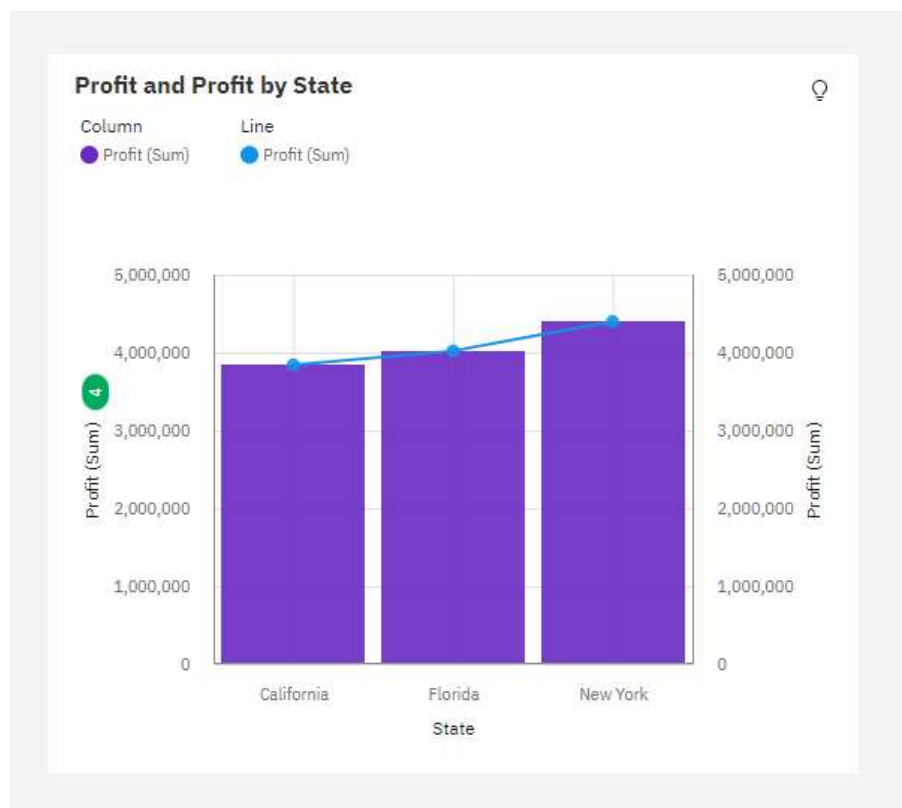 Profit and Profit by State
Column Line
Profit (Sum) Profit (Sum)
5,000,000 5,000,000
4,000,000 4,000,000
4
3,000,000 3,000,000
Profit (Sum) Profit (Sum)
2,000,000 2,000,000
1,000,000 1,000,000
0 0
California Florida New York
State